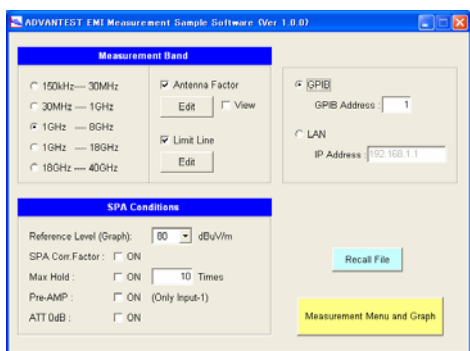 ADVANTEST EMI Measurement Sample Software (Ver 1.0.0)
Measurement Band
150kHz--- 30MHz
30MHz --- 1GHz
1GHz --- 8GHz
1GHz --- 18GHz
18GHz --- 40GHz
Antenna Factor
Edit
View
Limit Line
Edit
GPIB
GPIB Address : 1
LAN
IP Address : 192.168.1.1
SPA Conditions
Reference Level (Graph): 80 dBuV/m
SPA Corr.Factor : ON
Max Hold : ON 10 Times
Pre-AMP : ON (Only Input-1)
ATT 0dB : ON
Recall File
Measurement Menu and Graph